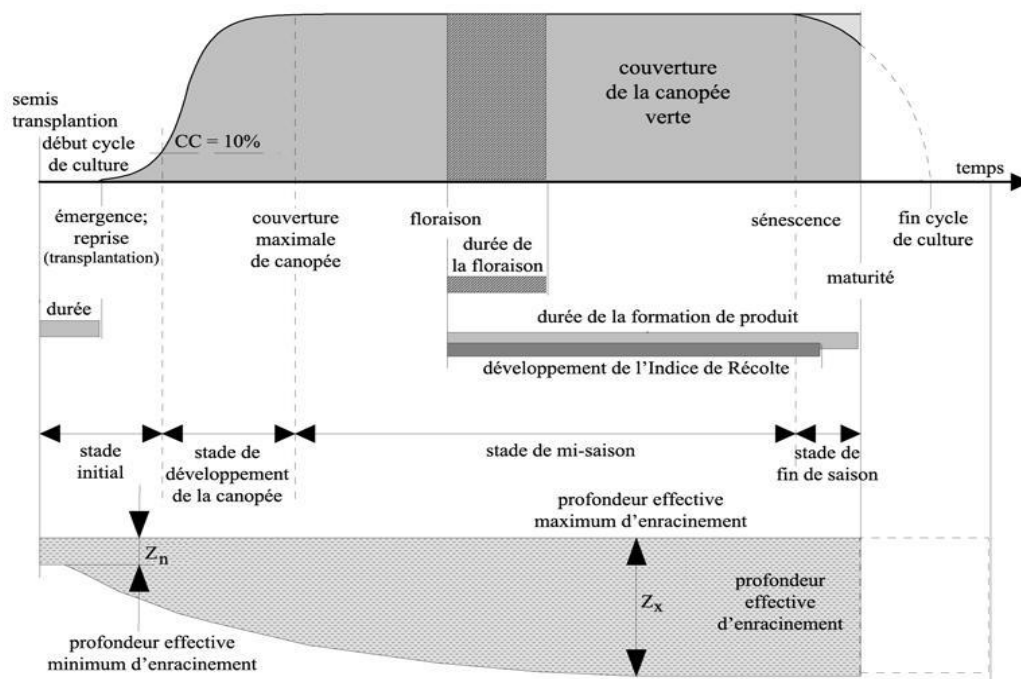 semis
transplantion
début cycle
de culture
CC = 10%
couverture
de la canopée
verte
temps
émergence;
reprise
(transplantation)
couverture
maximale
de canopée
floraison
durée de
la floraison
sénescence
fin cycle
de culture
maturité
durée
durée de la formation de produit
développement de l'Indice de Récolte
stade
initial
stade de
développement
de la canopée
stade de mi-saison
stade de
fin de saison
profondeur effective
maximum d'enracinement
Zn
Zx
profondeur
effective
d'enracinement
profondeur effective
minimum d'enracinement